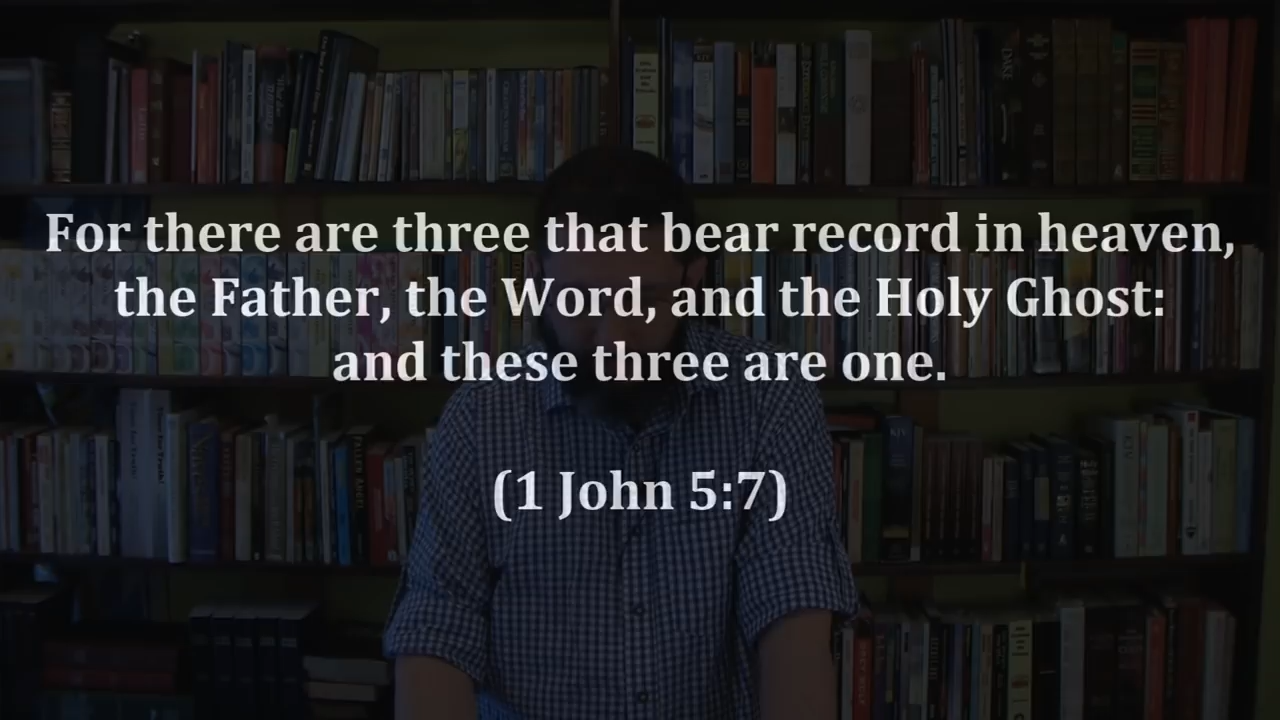 For there are three that bear record in heaven,
the Father, the Word, and the Holy Ghost:
and these three are one.
(1 John 5:7)